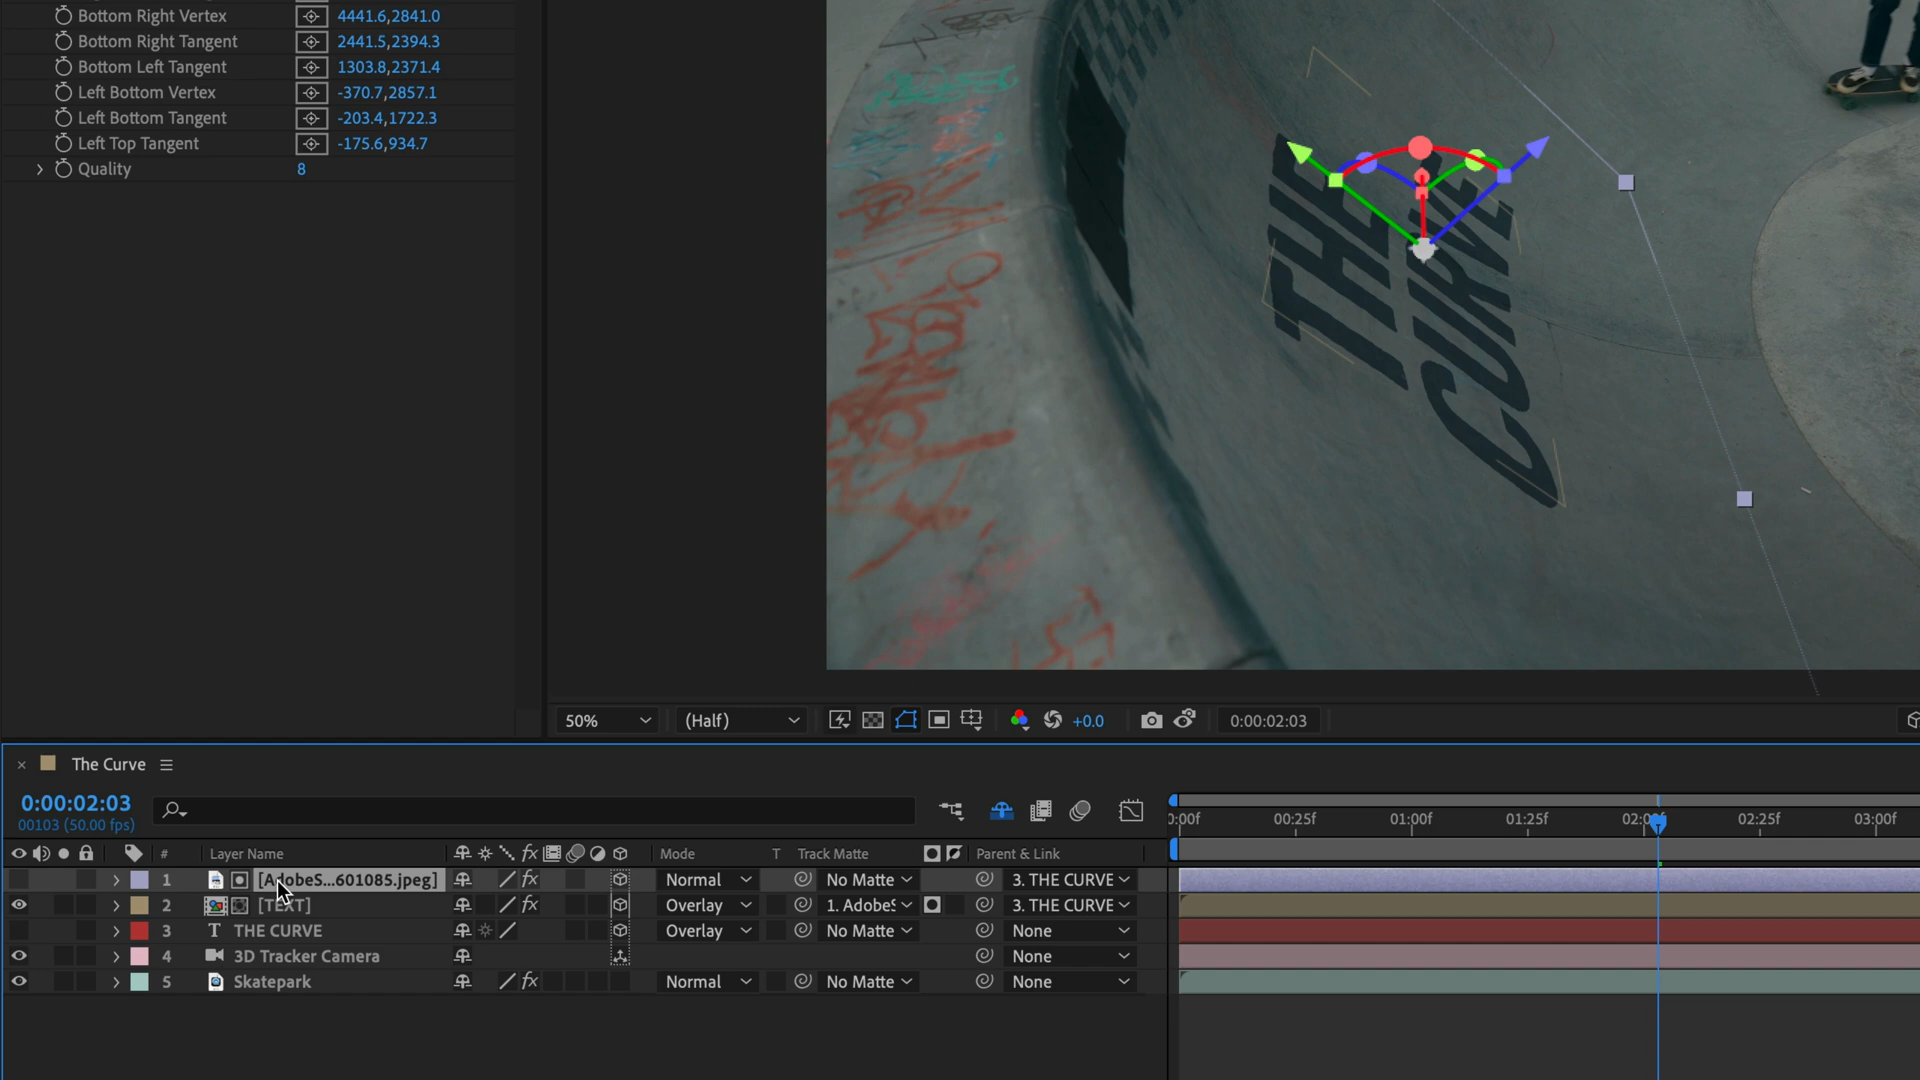 Bottom Right Vertex 4441.6,2841.0
Bottom Right Tangent 2441.5,2394.3
Bottom Left Tangent 1303.8,2371.4
Left Bottom Vertex -370.7,2857.1
Left Bottom Tangent -203.4,1722.3
Left Top Tangent -175.6,934.7
Quality 8
THE
CURVE
50% (Half) +0.0 0:00:02:03
The Curve
0:00:02:03
00103 (50.00 fps)
00:25f 01:00f 01:25f 02:25f 03:00f
# Layer Name fx Mode T Track Matte Parent & Link
1 [AdobeS...601085.jpeg] fx Normal No Matte 3. THE CURVE
2 [TEXT] fx Overlay 1. AdobeS 3. THE CURVE
3 T THE CURVE Overlay No Matte None
4 3D Tracker Camera None
5 Skatepark fx Normal No Matte None